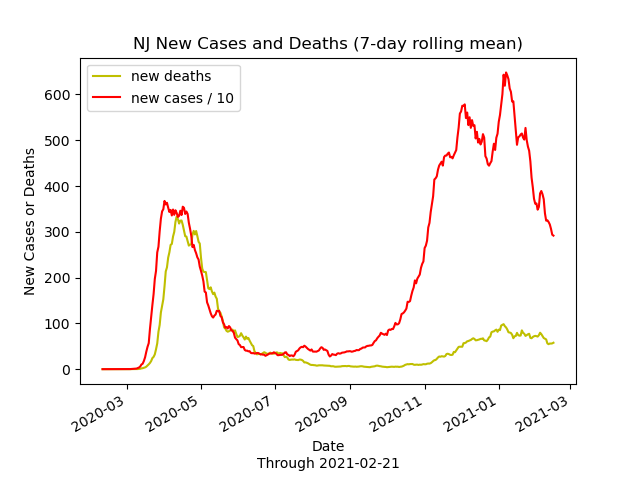 NJ New Cases and Deaths (7-day rolling mean)
new deaths
new cases / 10
New Cases or Deaths
600
500
400
300
200
100
0
2020-03
2020-05
2020-07
2020-09
2020-11
2021-01
2021-03
Date
Through 2021-02-21